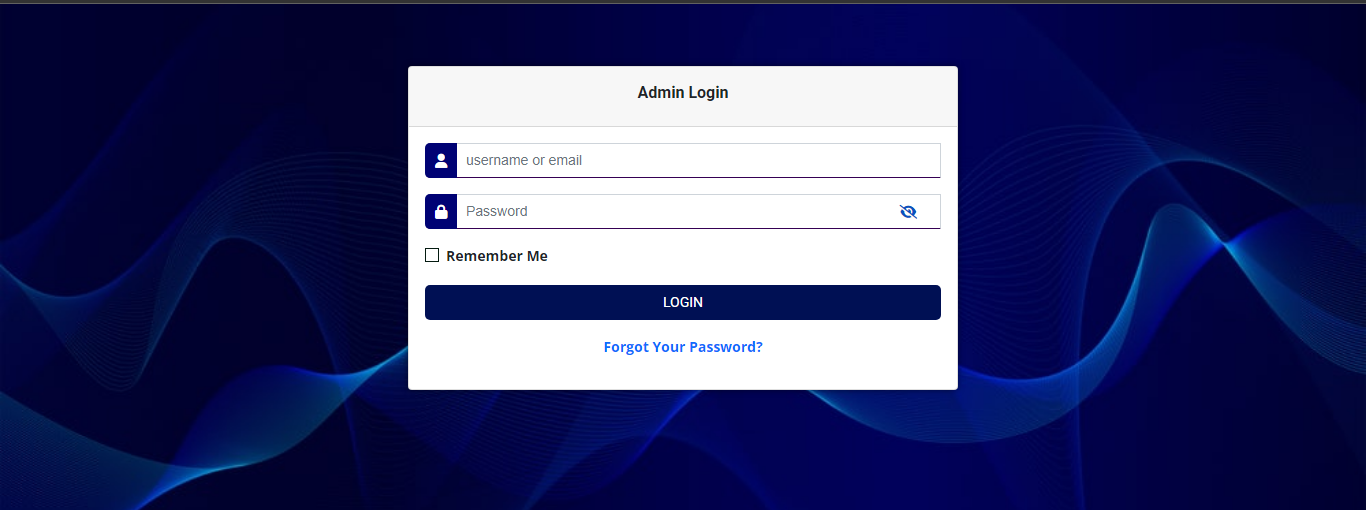 Admin Login
username or email
Password
Remember Me
LOGIN
Forgot Your Password?